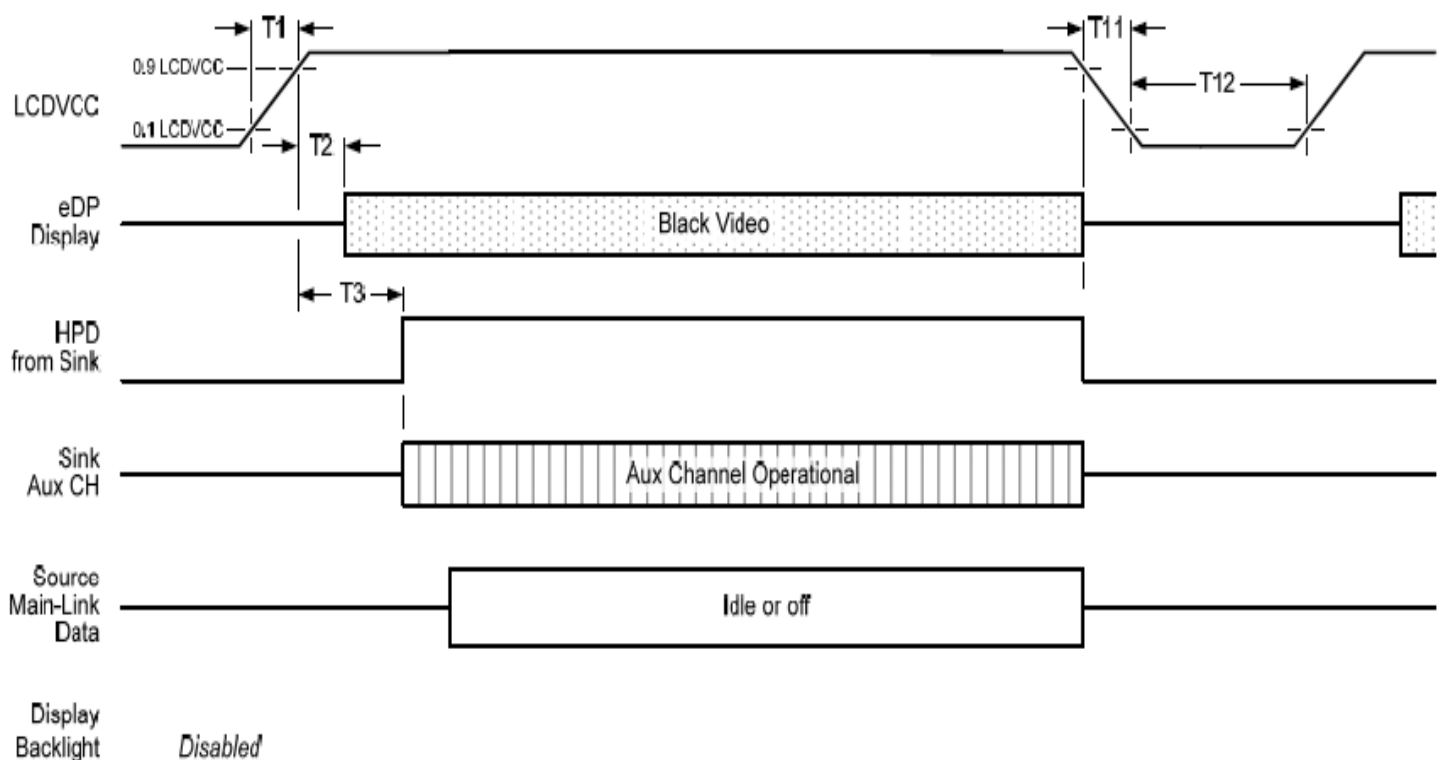 T1
T11
0.9 LCDVCC
T12
LCDVCC
0.1 LCDVCC
T2
eDP
Display
Black Video
T3
HPD
from Sink
Sink
Aux CH
Aux Channel Operational
Source
Main-Link
Data
Idle or off
Display
Backlight
Disabled